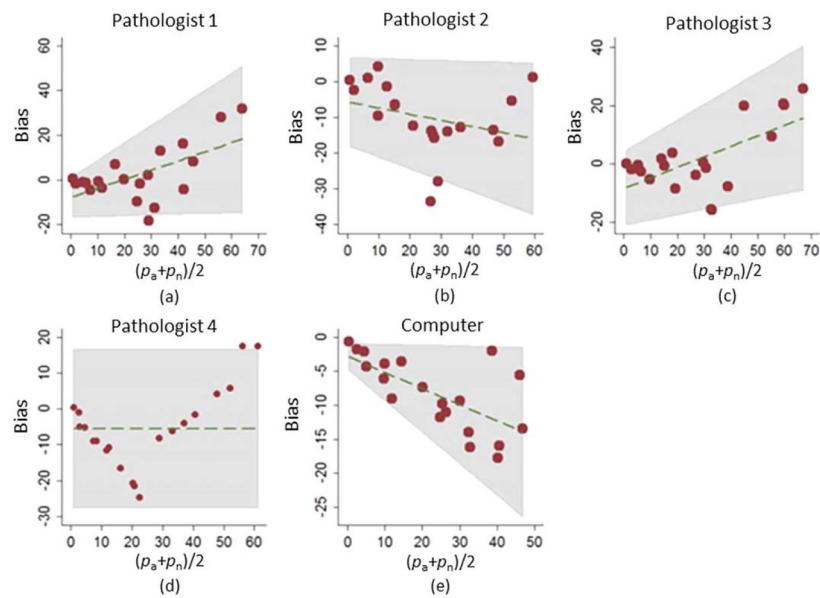 Pathologist 1
60
40
20
0
-20
Bias
0 10 20 30 40 50 60 70
(pa+pn)/2
(a)
Pathologist 2
10
0
-10
-20
-30
-40
Bias
0 10 20 30 40 50 60
(pa+pn)/2
(b)
Pathologist 3
40
20
0
-20
Bias
0 10 20 30 40 50 60 70
(pa+pn)/2
(c)
Pathologist 4
20
10
0
-10
-20
-30
Bias
0 10 20 30 40 50 60
(pa+pn)/2
(d)
Computer
0
-5
-10
-15
-20
-25
Bias
0 10 20 30 40 50
(pa+pn)/2
(e)